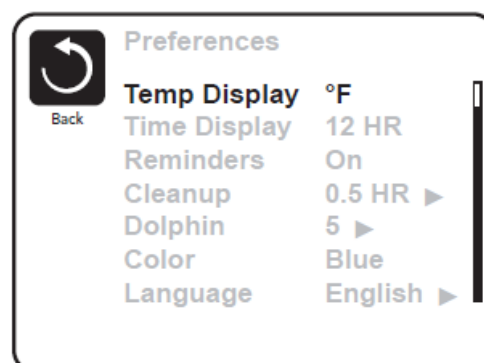 Preferences
Back
Temp Display °F
Time Display 12 HR
Reminders On
Cleanup 0.5 HR ▶
Dolphin 5 ▶
Color Blue
Language English ▶